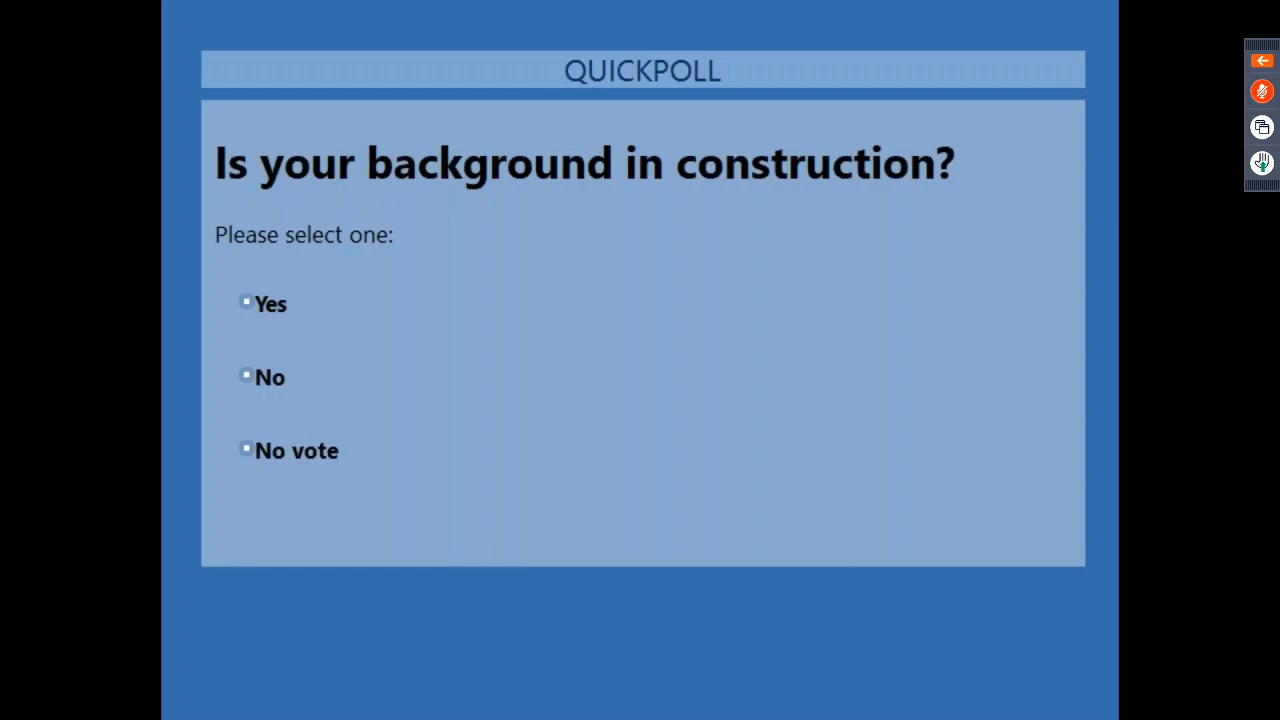 QUICKPOLL
Is your background in construction?
Please select one:
Yes
No
No vote